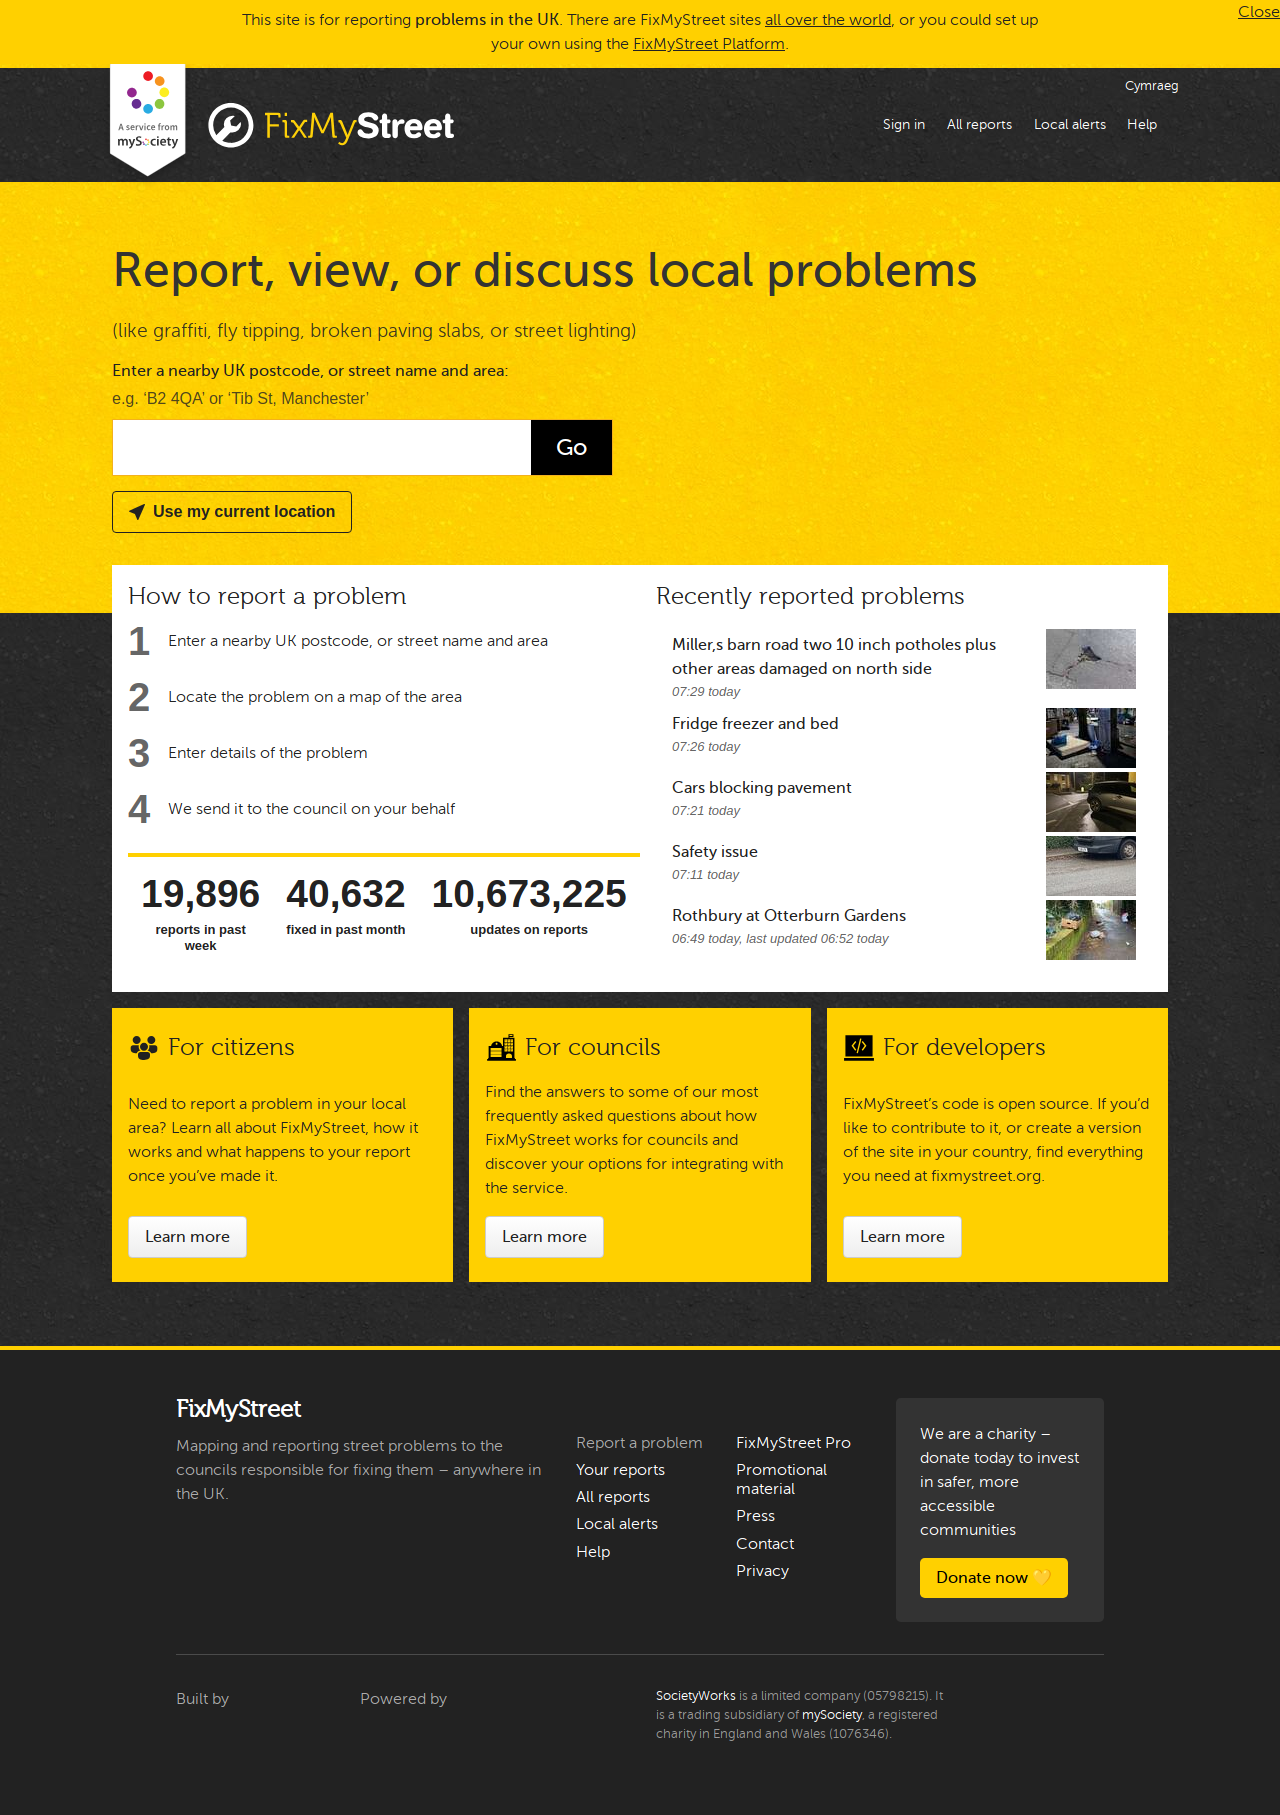 This site is for reporting problems in the UK. There are FixMyStreet sites all over the world, or you could set up
your own using the FixMyStreet Platform.
Close
Cymraeg
A service from
mySociety
FixMyStreet
Sign in
All reports
Local alerts
Help
Report, view, or discuss local problems
(like graffiti, fly tipping, broken paving slabs, or street lighting)
Enter a nearby UK postcode, or street name and area:
e.g. ‘B2 4QA’ or ‘Tib St, Manchester’
Go
Use my current location
How to report a problem
1 Enter a nearby UK postcode, or street name and area
2 Locate the problem on a map of the area
3 Enter details of the problem
4 We send it to the council on your behalf
19,896
reports in past
week
40,632
fixed in past month
10,673,225
updates on reports
Recently reported problems
Miller,s barn road two 10 inch potholes plus
other areas damaged on north side
07:29 today
Fridge freezer and bed
07:26 today
Cars blocking pavement
07:21 today
Safety issue
07:11 today
Rothbury at Otterburn Gardens
06:49 today, last updated 06:52 today
For citizens
Need to report a problem in your local
area? Learn all about FixMyStreet, how it
works and what happens to your report
once you’ve made it.
Learn more
For councils
Find the answers to some of our most
frequently asked questions about how
FixMyStreet works for councils and
discover your options for integrating with
the service.
Learn more
For developers
FixMyStreet’s code is open source. If you’d
like to contribute to it, or create a version
of the site in your country, find everything
you need at fixmystreet.org.
Learn more
FixMyStreet
Mapping and reporting street problems to the
councils responsible for fixing them – anywhere in
the UK.
Report a problem
Your reports
All reports
Local alerts
Help
FixMyStreet Pro
Promotional
material
Press
Contact
Privacy
We are a charity –
donate today to invest
in safer, more
accessible
communities
Donate now 💛
Built by
Powered by
SocietyWorks is a limited company (05798215). It
is a trading subsidiary of mySociety, a registered
charity in England and Wales (1076346).